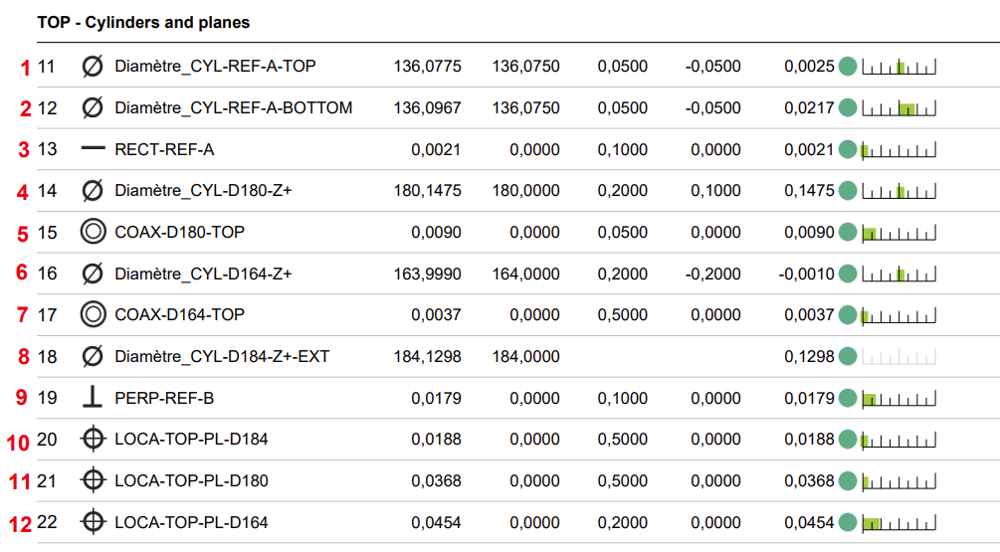 TOP - Cylinders and planes
1 11 Diamètre_CYL-REF-A-TOP 136,0775 136,0750 0,0500 -0,0500 0,0025
2 12 Diamètre_CYL-REF-A-BOTTOM 136,0967 136,0750 0,0500 -0,0500 0,0217
3 13 RECT-REF-A 0,0021 0,0000 0,1000 0,0000 0,0021
4 14 Diamètre_CYL-D180-Z+ 180,1475 180,0000 0,2000 0,1000 0,1475
5 15 COAX-D180-TOP 0,0090 0,0000 0,0500 0,0000 0,0090
6 16 Diamètre_CYL-D164-Z+ 163,9990 164,0000 0,2000 -0,2000 -0,0010
7 17 COAX-D164-TOP 0,0037 0,0000 0,5000 0,0000 0,0037
8 18 Diamètre_CYL-D184-Z+-EXT 184,1298 184,0000 0,1298
9 19 PERP-REF-B 0,0179 0,0000 0,1000 0,0000 0,0179
10 20 LOCA-TOP-PL-D184 0,0188 0,0000 0,5000 0,0000 0,0188
11 21 LOCA-TOP-PL-D180 0,0368 0,0000 0,5000 0,0000 0,0368
12 22 LOCA-TOP-PL-D164 0,0454 0,0000 0,2000 0,0000 0,0454